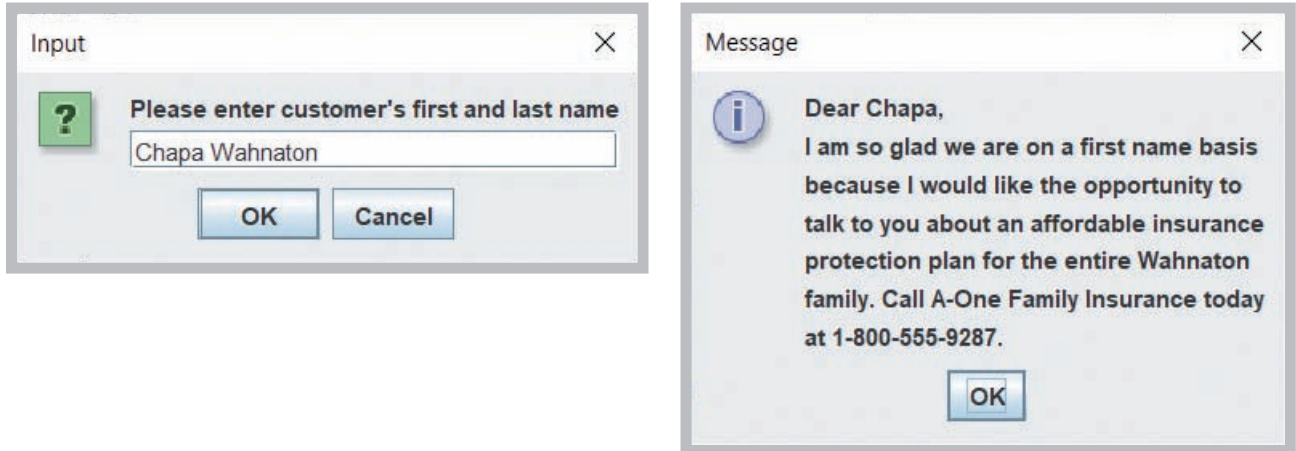 Input
Please enter customer's first and last name
Chapa Wahnaton
OK Cancel
Message
Dear Chapa,
I am so glad we are on a first name basis
because I would like the opportunity to
talk to you about an affordable insurance
protection plan for the entire Wahnaton
family. Call A-One Family Insurance today
at 1-800-555-9287.
OK